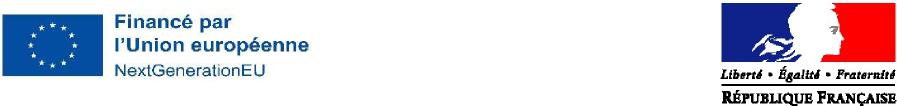 Financé par
l'Union européenne
NextGenerationEU
Liberté • Égalité • Fraternité
RÉPUBLIQUE FRANÇAISE